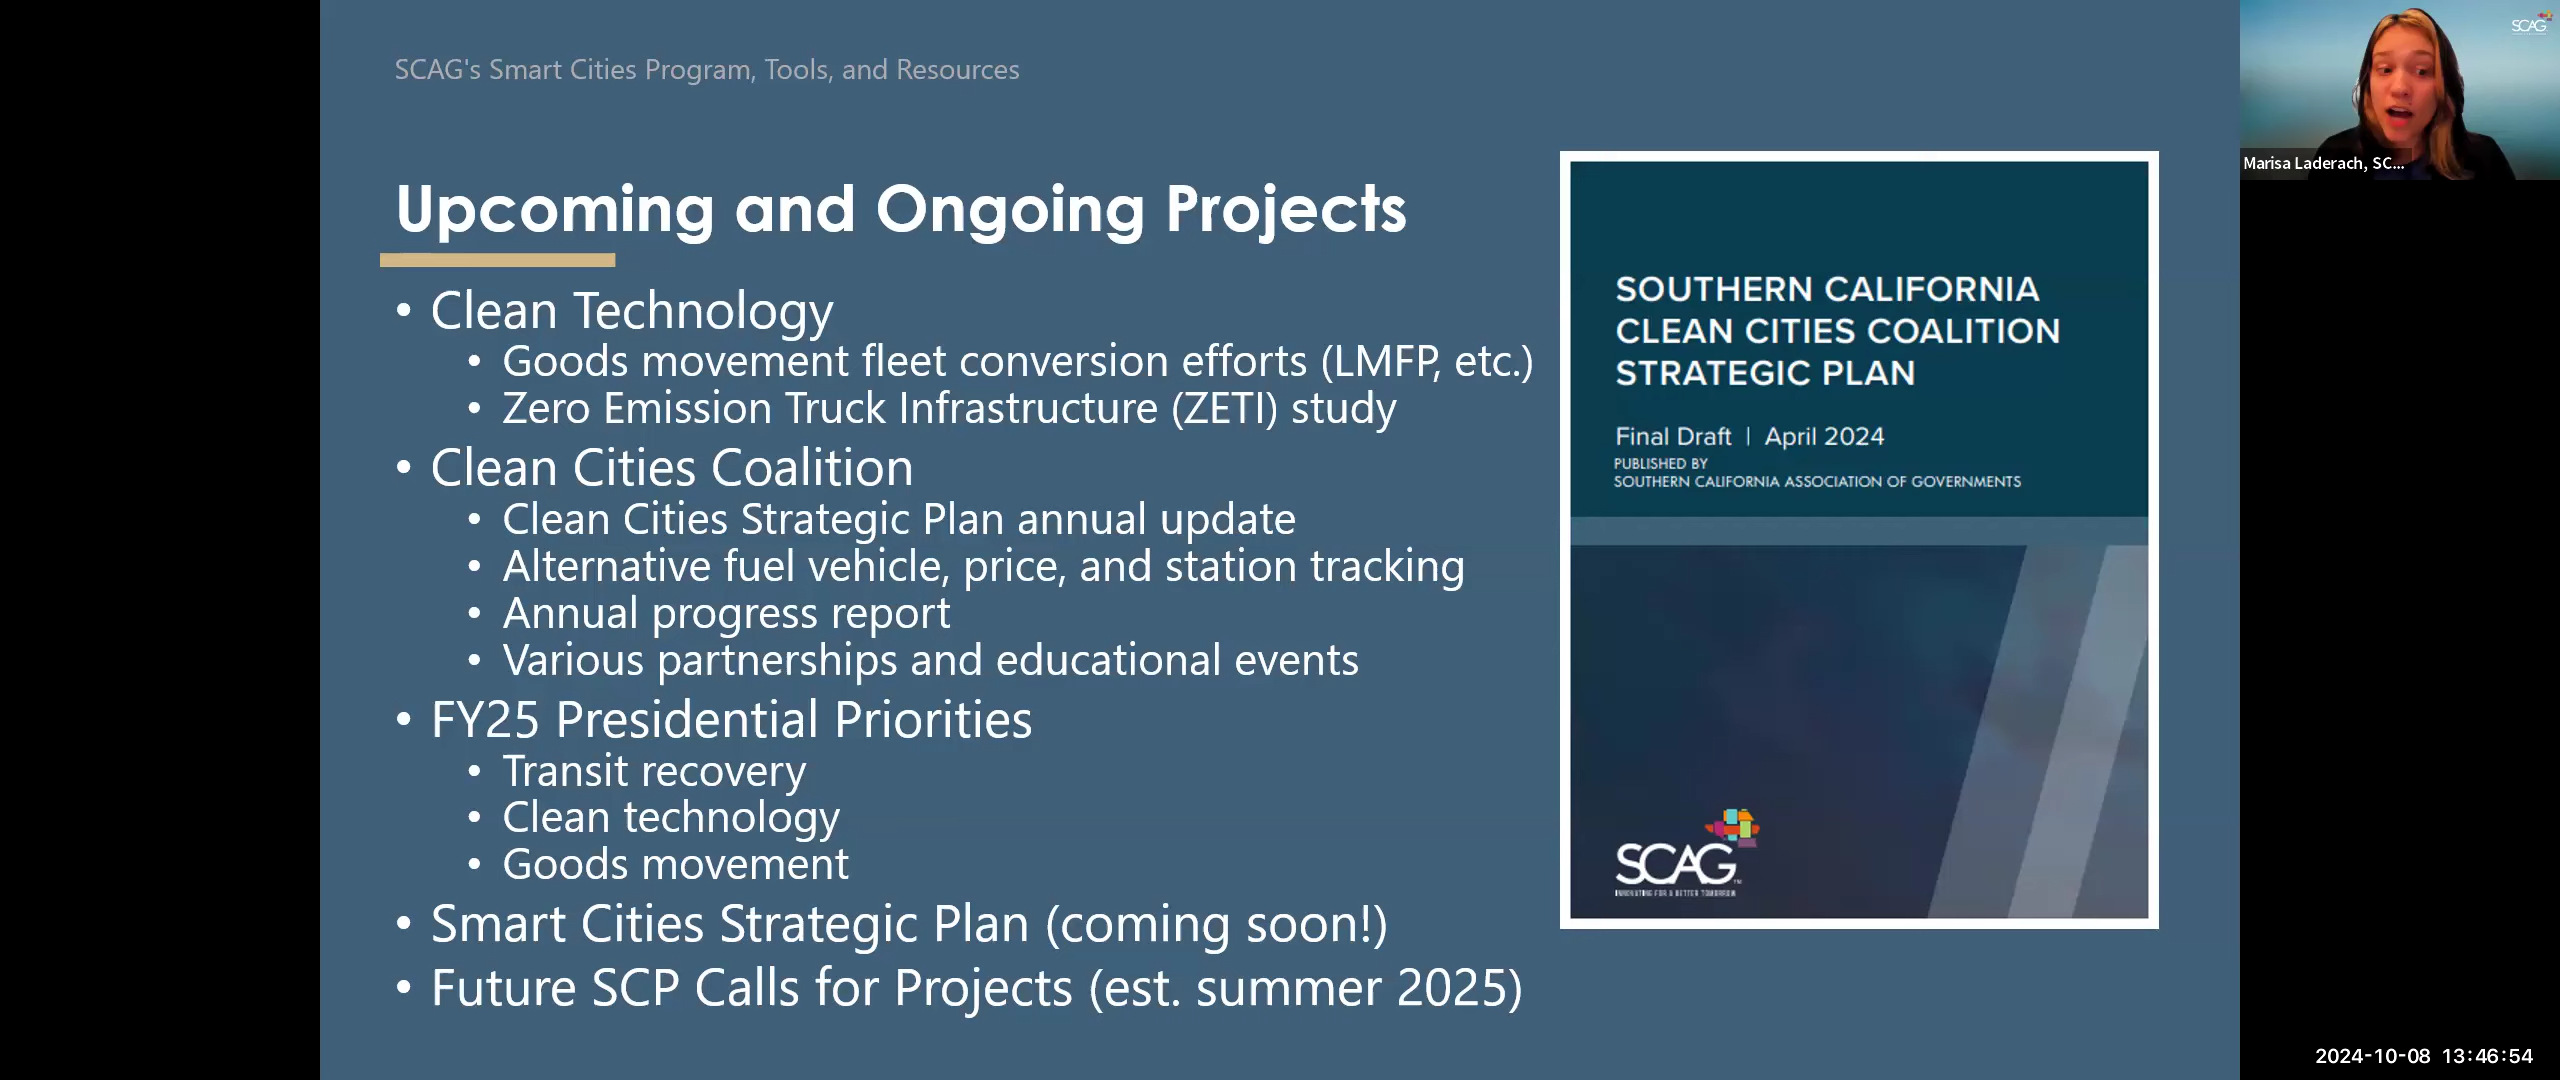 SCAG's Smart Cities Program, Tools, and Resources
Upcoming and Ongoing Projects
• Clean Technology
• Goods movement fleet conversion efforts (LMFP, etc.)
• Zero Emission Truck Infrastructure (ZETI) study
• Clean Cities Coalition
• Clean Cities Strategic Plan annual update
• Alternative fuel vehicle, price, and station tracking
• Annual progress report
• Various partnerships and educational events
• FY25 Presidential Priorities
• Transit recovery
• Clean technology
• Goods movement
• Smart Cities Strategic Plan (coming soon!)
• Future SCP Calls for Projects (est. summer 2025)
SOUTHERN CALIFORNIA
CLEAN CITIES COALITION
STRATEGIC PLAN
Final Draft | April 2024
PUBLISHED BY
SOUTHERN CALIFORNIA ASSOCIATION OF GOVERNMENTS
SCAG™
INNOVATING FOR A BETTER TOMORROW
SCAG
Marisa Laderach, SC...
2024-10-08 13:46:54